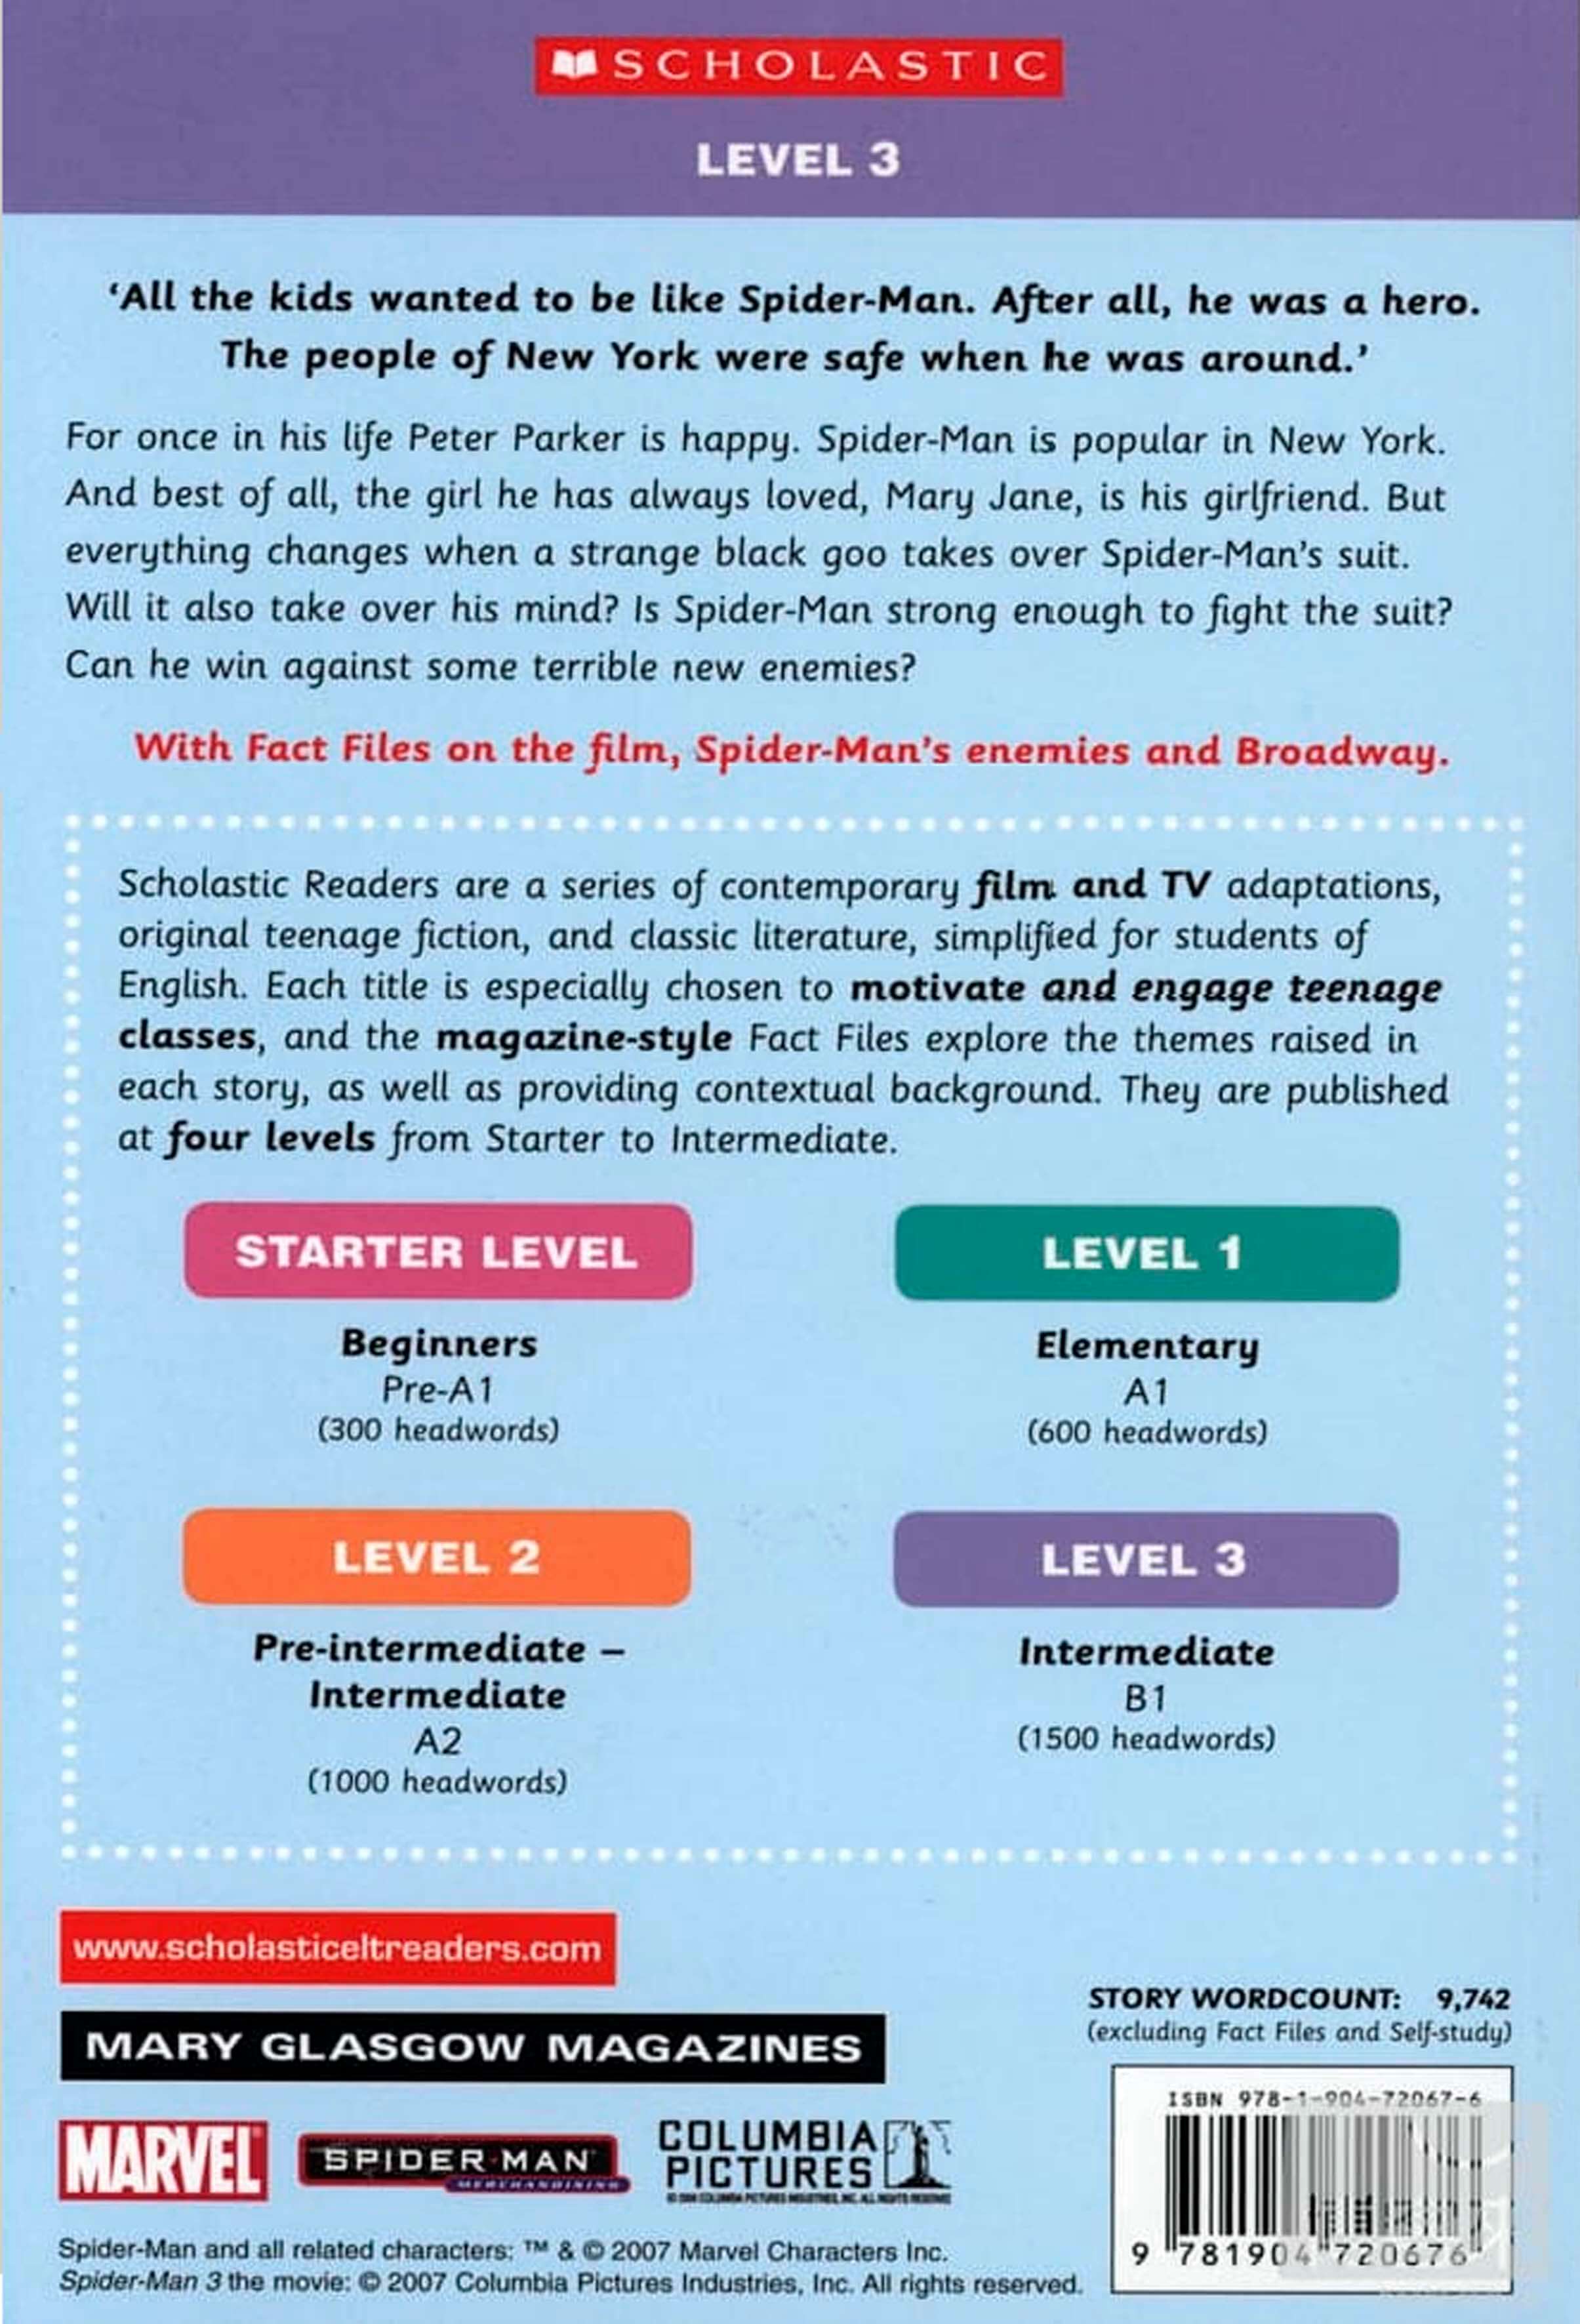 SCHOLASTIC
LEVEL 3
‘All the kids wanted to be like Spider-Man. After all, he was a hero.
The people of New York were safe when he was around.’
For once in his life Peter Parker is happy. Spider-Man is popular in New York.
And best of all, the girl he has always loved, Mary Jane, is his girlfriend. But
everything changes when a strange black goo takes over Spider-Man’s suit.
Will it also take over his mind? Is Spider-Man strong enough to fight the suit?
Can he win against some terrible new enemies?
With Fact Files on the film, Spider-Man’s enemies and Broadway.
Scholastic Readers are a series of contemporary film and TV adaptations,
original teenage fiction, and classic literature, simplified for students of
English. Each title is especially chosen to motivate and engage teenage
classes, and the magazine-style Fact Files explore the themes raised in
each story, as well as providing contextual background. They are published
at four levels from Starter to Intermediate.
STARTER LEVEL
Beginners
Pre-A1
(300 headwords)
LEVEL 1
Elementary
A1
(600 headwords)
LEVEL 2
Pre-intermediate –
Intermediate
A2
(1000 headwords)
LEVEL 3
Intermediate
B1
(1500 headwords)
www.scholasticeltreaders.com
MARY GLASGOW MAGAZINES
STORY WORDCOUNT: 9,742
(excluding Fact Files and Self-study)
ISBN 978-1-904-72067-6
9 781904 720676
MARVEL
SPIDER-MAN™
MERCHANDISING
COLUMBIA
PICTURES
Spider-Man and all related characters: ™ & © 2007 Marvel Characters Inc.
Spider-Man 3 the movie: © 2007 Columbia Pictures Industries, Inc. All rights reserved.